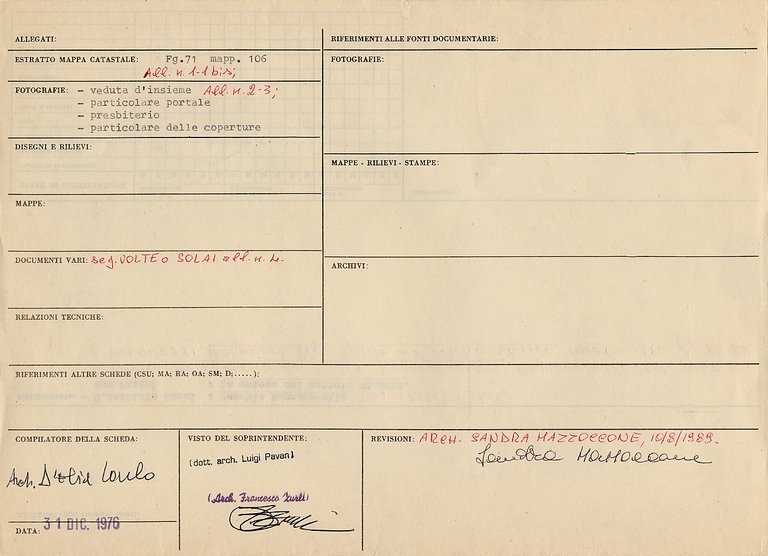 ALLEGATI:
ESTRATTO MAPPA CATASTALE: Fg.71 mapp. 106
All. n. 1-1 bis;
FOTOGRAFIE: - veduta d'insieme All. n. 2-3;
- particolare portale
- presbiterio
- particolare delle coperture
DISEGNI E RILIEVI:
MAPPE:
DOCUMENTI VARI: seg. VOLTE o SOLAI all. n. 4.
RELAZIONI TECNICHE:
RIFERIMENTI ALLE FONTI DOCUMENTARIE:
FOTOGRAFIE:
MAPPE - RILIEVI - STAMPE:
ARCHIVI:
RIFERIMENTI ALTRE SCHEDE (CSU; MA; RA; OA; SM; D;.....);
COMPILATORE DELLA SCHEDA:
Arch. D'Elia
DATA: 31 DIC. 1976
VISTO DEL SOPRINTENDENTE:
(dott. arch. Luigi Pavan)
(Arch. Francesco Zurli)
REVISIONI: ARCH. SANDRA MAZZOCCONE, 10/8/1989.
Sandra Mazzoccone